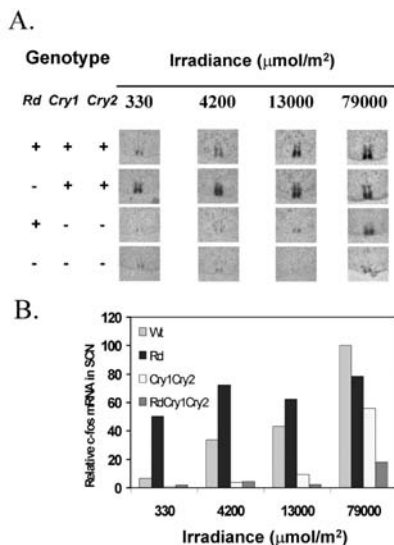 A.
Genotype Irradiance (μmol/m²)
Rd Cry1 Cry2 330 4200 13000 79000
+ + +
- + +
+ - -
- - -
B.
120
100
80
60
40
20
0
Relative c-fos mRNA in SCN
Wt
Rd
Cry1Cry2
RdCry1Cry2
330 4200 13000 79000
Irradiance (μmol/m²)